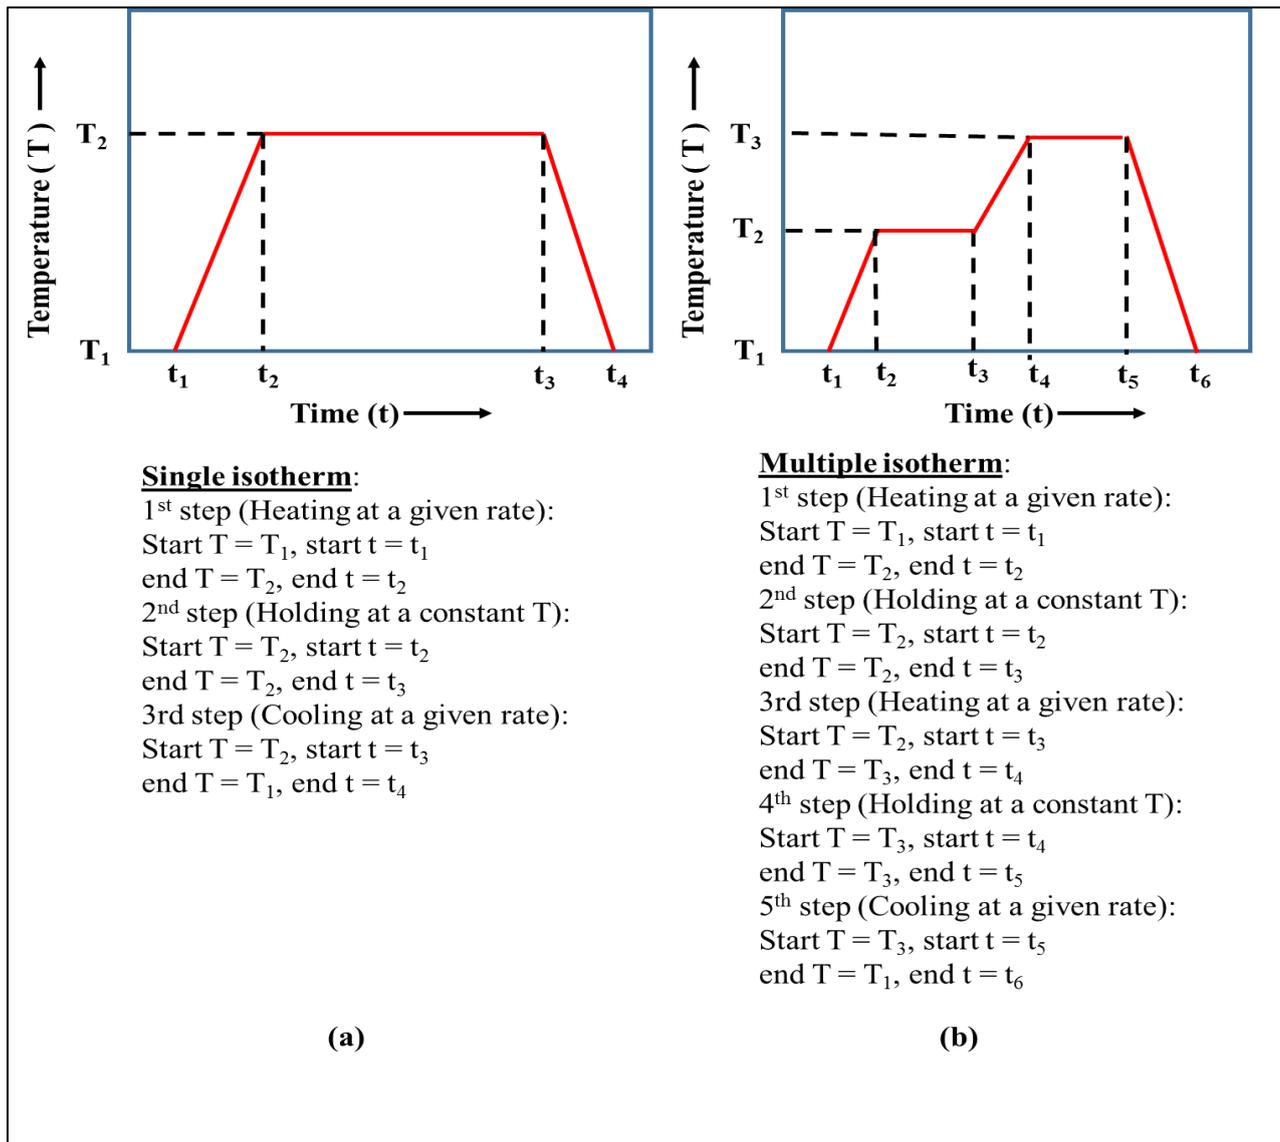 Temperature ( T )
T₂
T₁
t₁ t₂ t₃ t₄
Time (t)
Single isotherm:
1st step (Heating at a given rate):
Start T = T₁, start t = t₁
end T = T₂, end t = t₂
2nd step (Holding at a constant T):
Start T = T₂, start t = t₂
end T = T₂, end t = t₃
3rd step (Cooling at a given rate):
Start T = T₂, start t = t₃
end T = T₁, end t = t₄
(a)
Temperature ( T )
T₃
T₂
T₁
t₁ t₂ t₃ t₄ t₅ t₆
Time (t)
Multiple isotherm:
1st step (Heating at a given rate):
Start T = T₁, start t = t₁
end T = T₂, end t = t₂
2nd step (Holding at a constant T):
Start T = T₂, start t = t₂
end T = T₂, end t = t₃
3rd step (Heating at a given rate):
Start T = T₂, start t = t₃
end T = T₃, end t = t₄
4th step (Holding at a constant T):
Start T = T₃, start t = t₄
end T = T₃, end t = t₅
5th step (Cooling at a given rate):
Start T = T₃, start t = t₅
end T = T₁, end t = t₆
(b)